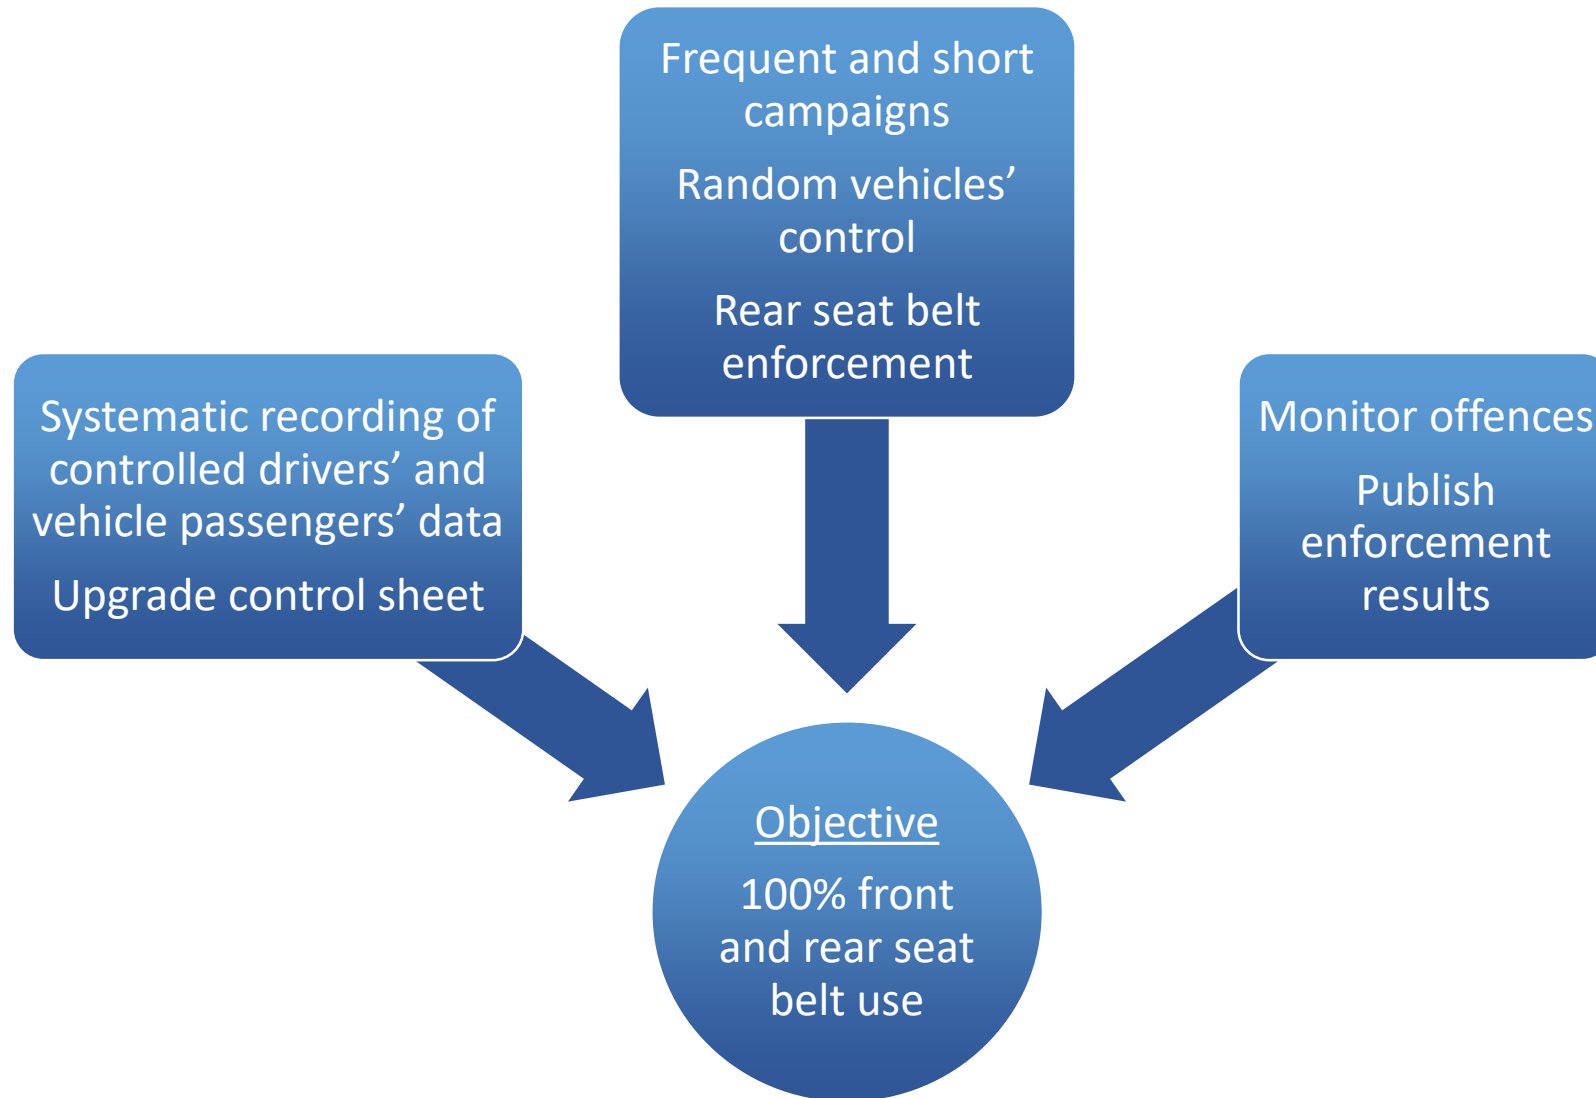 Frequent and short
campaigns
Random vehicles’
control
Rear seat belt
enforcement
Systematic recording of
controlled drivers’ and
vehicle passengers’ data
Upgrade control sheet
Monitor offences
Publish
enforcement
results
Objective
100% front
and rear seat
belt use